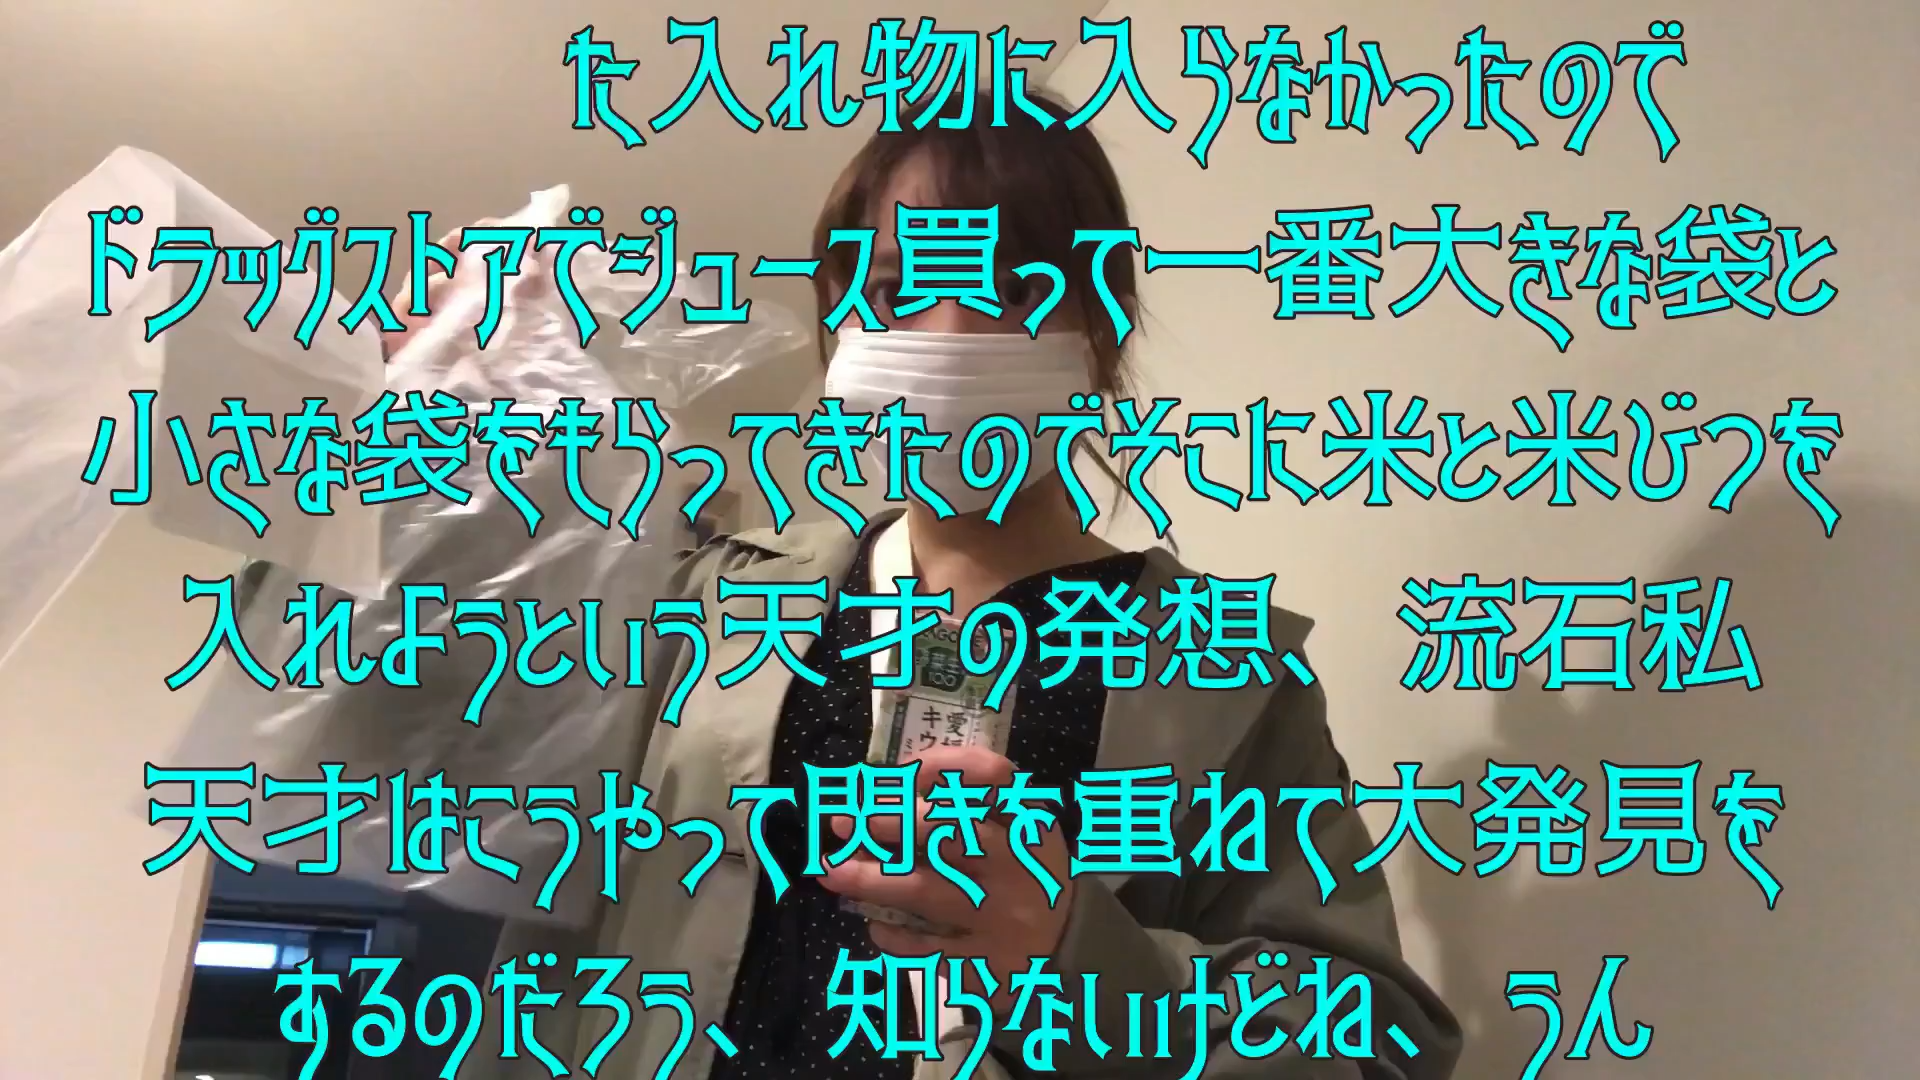 た入れ物に入らなかったので
ドラッグストアでジュース買って一番大きな袋と
小さな袋をもらってきたのでそこに米と米びつを
入れようという天才の発想、流石私
天才はこうやって閃きを重ねて大発見を
するのだろう、知らないけどね、うん
100